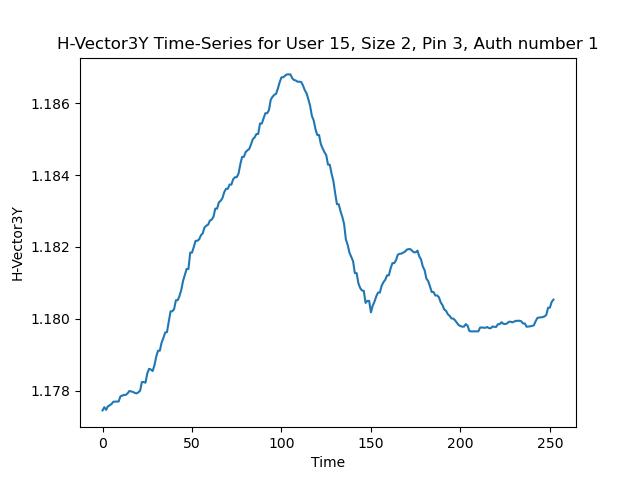 H-Vector3Y Time-Series for User 15, Size 2, Pin 3, Auth number 1
H-Vector3Y
1.186
1.184
1.182
1.180
1.178
0 50 100 150 200 250
Time